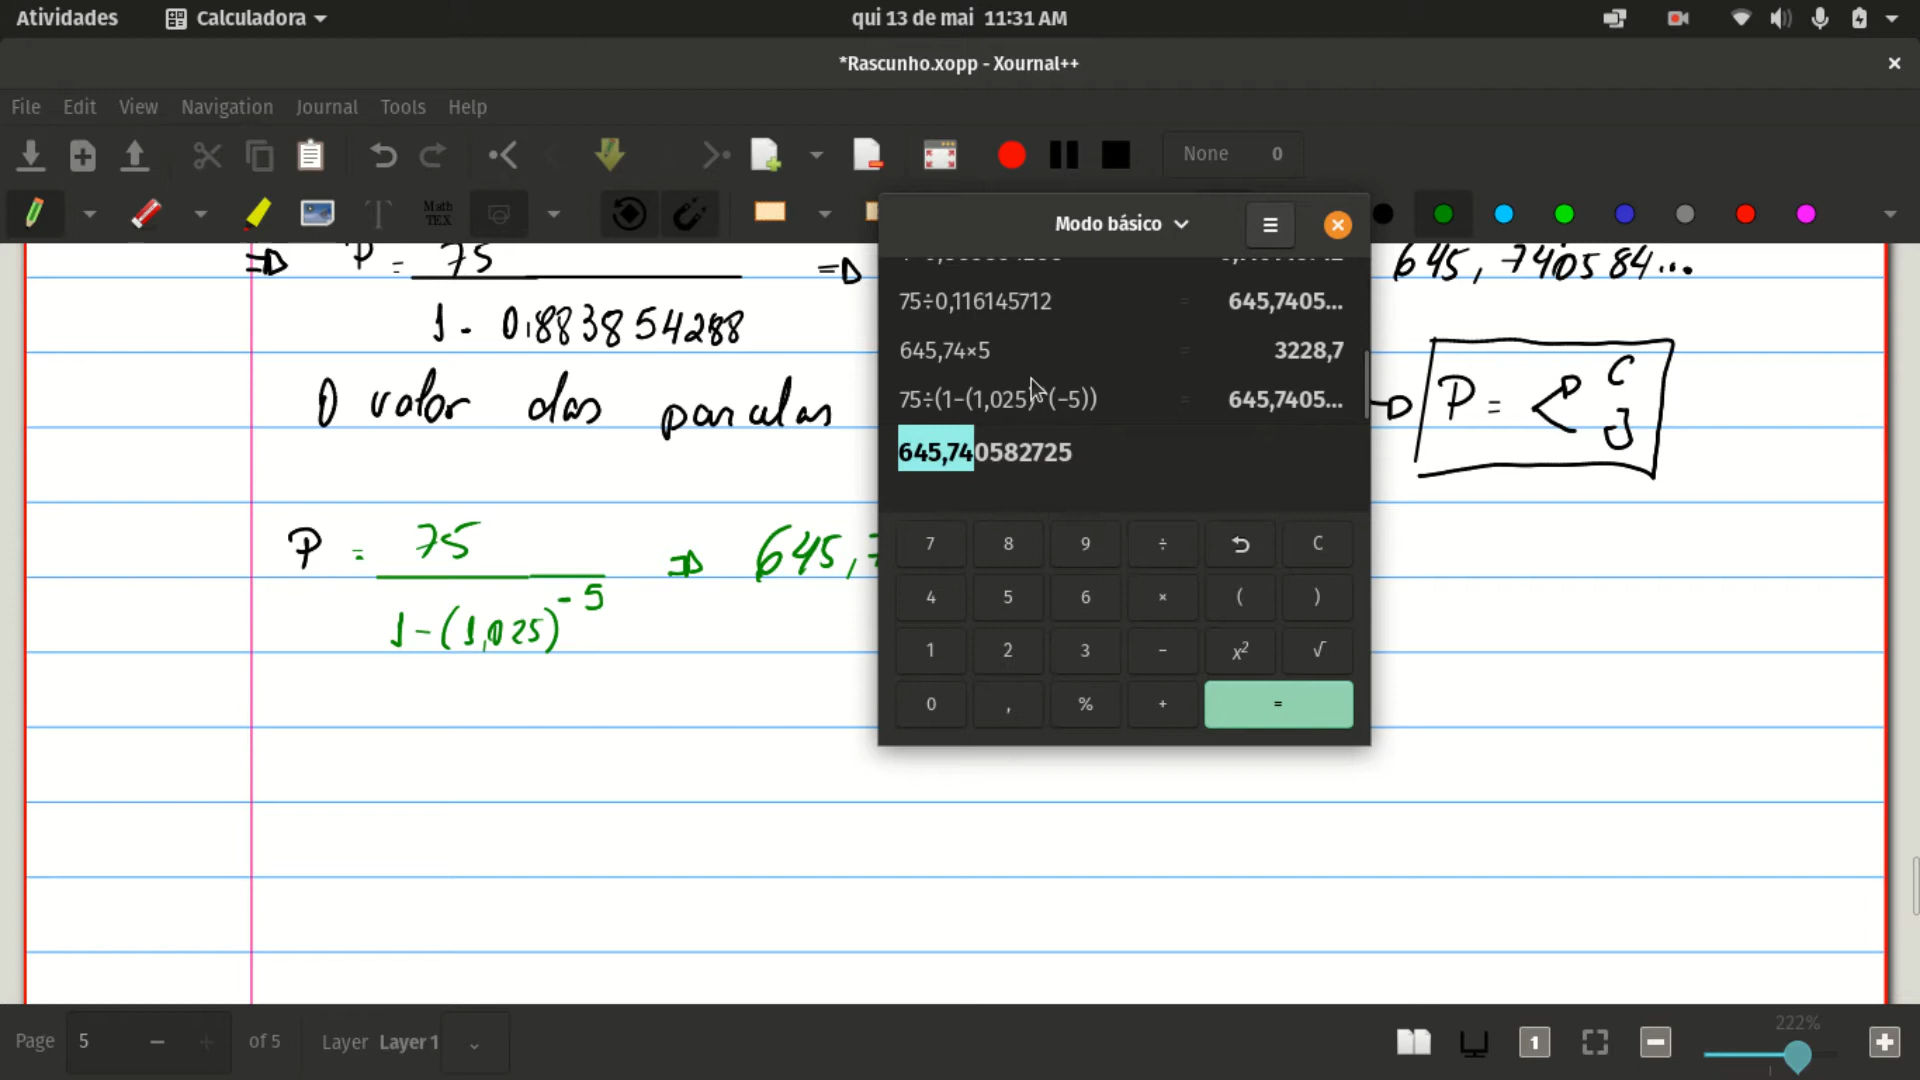 Atividades Calculadora qui 13 de mai 11:31 AM
*Rascunho.xopp - Xournal++
File Edit View Navigation Journal Tools Help
None 0
Math TEX
Modo básico
75÷0,116145712 = 645,7405...
645,74×5 = 3228,7
75÷(1−(1,025) (−5)) = 645,7405...
645,740582725
7 8 9 ÷ C
4 5 6 × ( )
1 2 3 − x² √
0 , % + =
⇒ P = 75 ⇒
1 - 0,8838854288
645,740584...
O valor das parcelas
P = < C J
P = 75 ⇒ 645,7
1-(1,025)^-5
Page 5 of 5 Layer Layer 1
1
222%